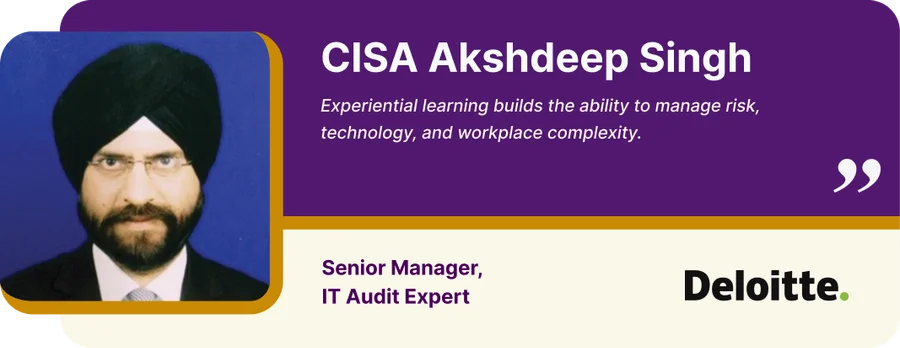 CISA Akshdeep Singh
Experiential learning builds the ability to manage risk,
technology, and workplace complexity.
”
Senior Manager,
IT Audit Expert
Deloitte.